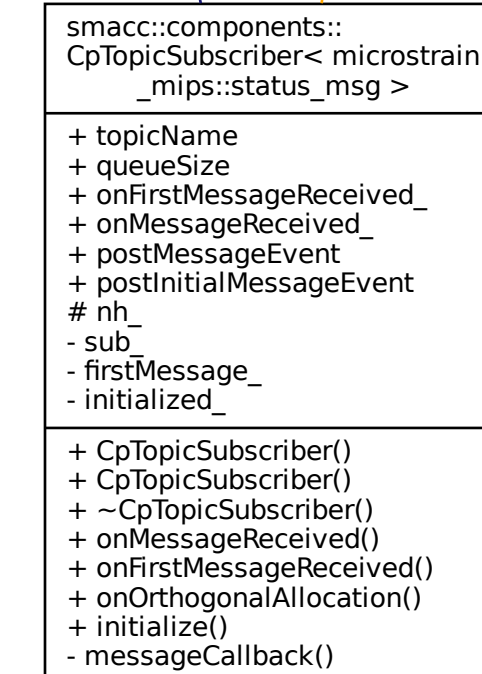 smacc::components::
CpTopicSubscriber< microstrain
_mips::status_msg >
+ topicName
+ queueSize
+ onFirstMessageReceived_
+ onMessageReceived_
+ postMessageEvent
+ postInitialMessageEvent
# nh_
- sub_
- firstMessage_
- initialized_
+ CpTopicSubscriber()
+ CpTopicSubscriber()
+ ~CpTopicSubscriber()
+ onMessageReceived()
+ onFirstMessageReceived()
+ onOrthogonalAllocation()
+ initialize()
- messageCallback()